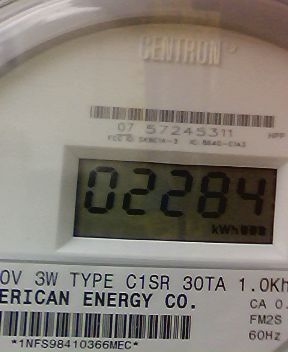 CENTRON®
07 57245311
HPP
02284
kWh
0V 3W TYPE C1SR 30TA 1.0Kh
ERICAN ENERGY CO.
CA 0.
FM2S
60Hz
*1NFS98410366MEC*